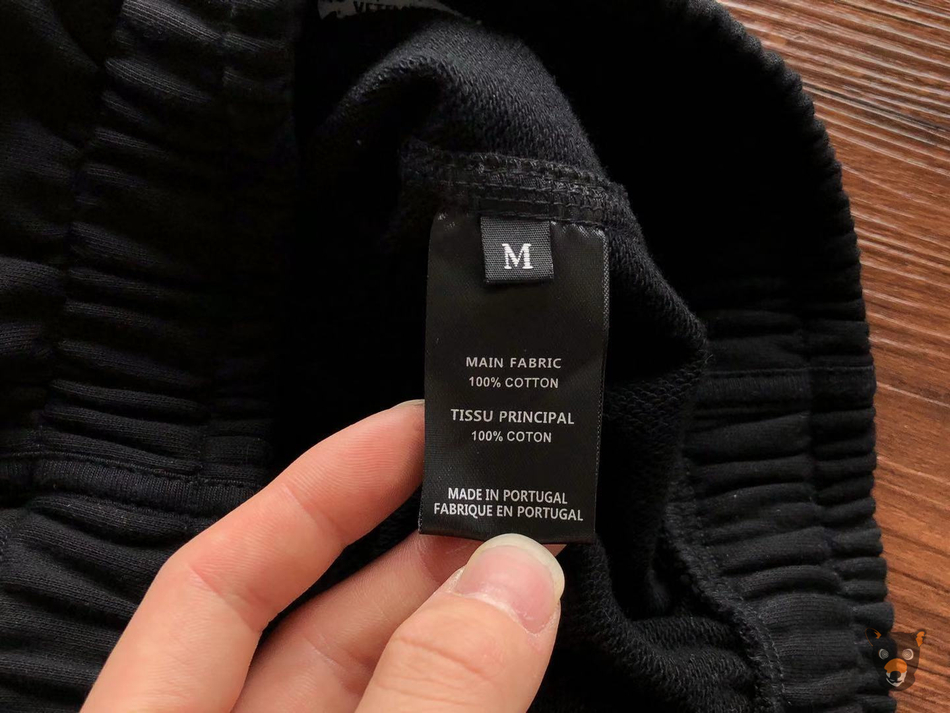 M
MAIN FABRIC
100% COTTON
TISSU PRINCIPAL
100% COTON
MADE IN PORTUGAL
FABRIQUE EN PORTUGAL